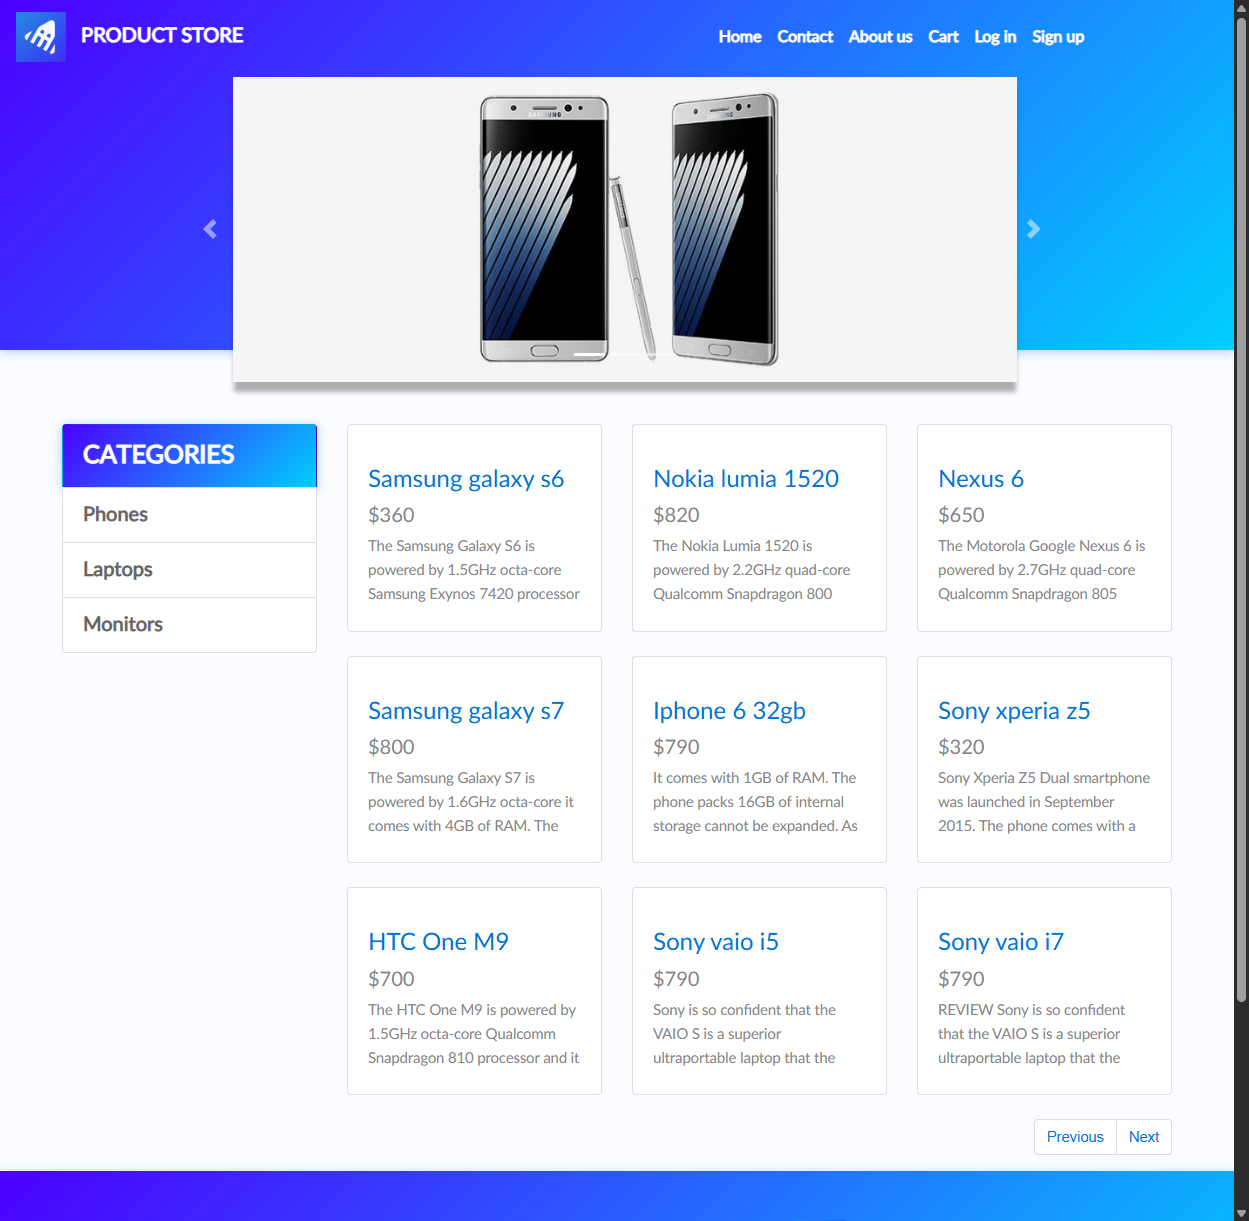 PRODUCT STORE
Home Contact About us Cart Log in Sign up
SAMSUNG
SAMSUNG
CATEGORIES
Phones
Laptops
Monitors
Samsung galaxy s6
$360
The Samsung Galaxy S6 is
powered by 1.5GHz octa-core
Samsung Exynos 7420 processor
Nokia lumia 1520
$820
The Nokia Lumia 1520 is
powered by 2.2GHz quad-core
Qualcomm Snapdragon 800
Nexus 6
$650
The Motorola Google Nexus 6 is
powered by 2.7GHz quad-core
Qualcomm Snapdragon 805
Samsung galaxy s7
$800
The Samsung Galaxy S7 is
powered by 1.6GHz octa-core it
comes with 4GB of RAM. The
Iphone 6 32gb
$790
It comes with 1GB of RAM. The
phone packs 16GB of internal
storage cannot be expanded. As
Sony xperia z5
$320
Sony Xperia Z5 Dual smartphone
was launched in September
2015. The phone comes with a
HTC One M9
$700
The HTC One M9 is powered by
1.5GHz octa-core Qualcomm
Snapdragon 810 processor and it
Sony vaio i5
$790
Sony is so confident that the
VAIO S is a superior
ultraportable laptop that the
Sony vaio i7
$790
REVIEW Sony is so confident
that the VAIO S is a superior
ultraportable laptop that the
Previous Next